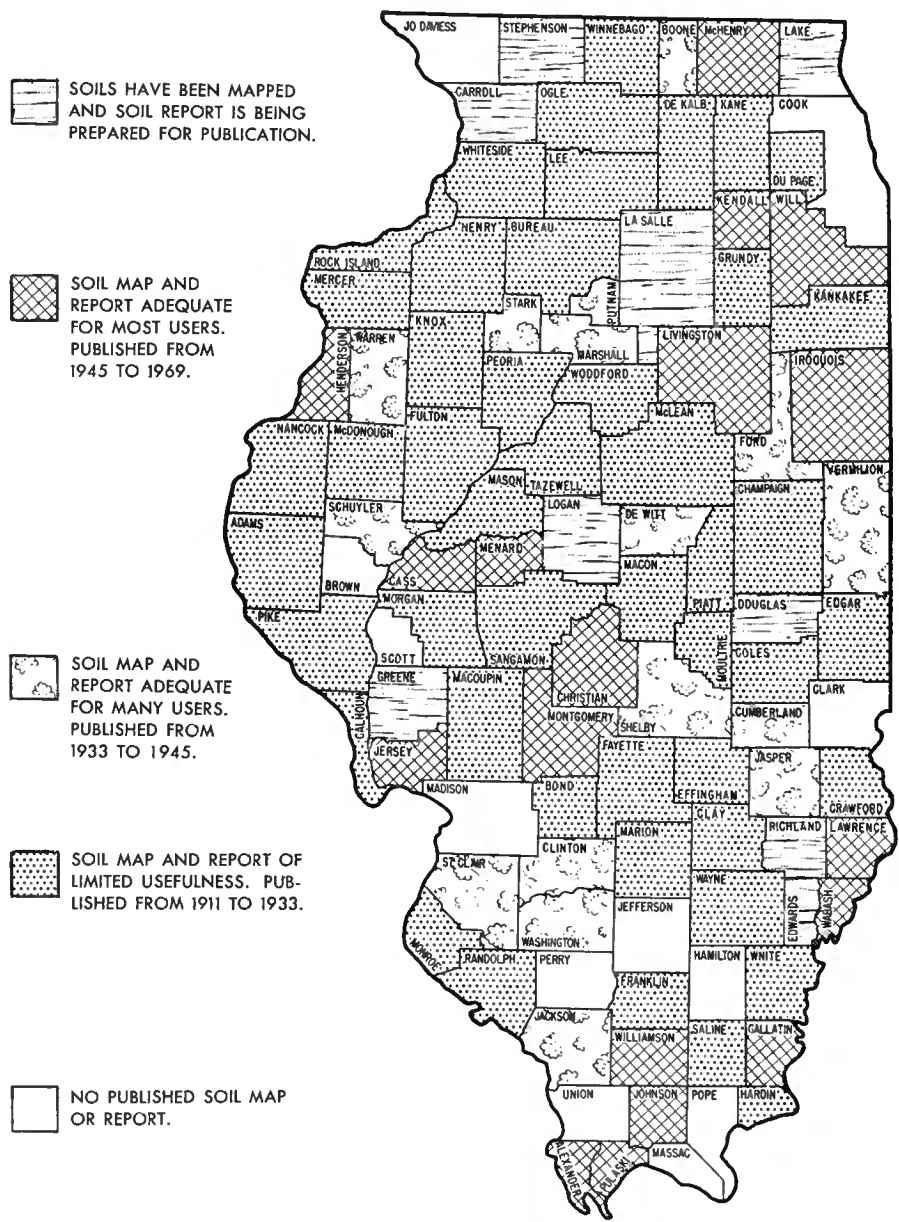 SOILS HAVE BEEN MAPPED
AND SOIL REPORT IS BEING
PREPARED FOR PUBLICATION.
SOIL MAP AND
REPORT ADEQUATE
FOR MOST USERS.
PUBLISHED FROM
1945 TO 1969.
SOIL MAP AND
REPORT ADEQUATE
FOR MANY USERS.
PUBLISHED FROM
1933 TO 1945.
SOIL MAP AND REPORT OF
LIMITED USEFULNESS. PUB-
LISHED FROM 1911 TO 1933.
NO PUBLISHED SOIL MAP
OR REPORT.
JO DAVIESS
STEPHENSON
WINNEBAGO
BOONE
McHENRY
LAKE
CARROLL
OGLE
DE KALB
KANE
COOK
WHITESIDE
LEE
DU PAGE
KENDALL
WILL
LA SALLE
HENRY
BUREAU
ROCK ISLAND
GRUNDY
MERCER
PUTNAM
KANKAKEE
STARK
KNOX
HENDERSON
WARREN
MARSHALL
LIVINGSTON
PEORIA
IROQUOIS
WOODFORD
FULTON
McLEAN
HANCOCK
McDONOUGH
FORD
VERMILION
MASON
TAZEWELL
CHAMPAIGN
SCHUYLER
LOGAN
DE WITT
ADAMS
MENARD
MACON
BROWN
CASS
MORGAN
PIATT
DOUGLAS
EDGAR
PIKE
SCOTT
SANGAMON
MOULTRIE
COLES
GREENE
MACOUPIN
CHRISTIAN
CLARK
CALHOUN
MONTGOMERY
SHELBY
CUMBERLAND
JERSEY
FAYETTE
JASPER
MADISON
BOND
EFFINGHAM
CRAWFORD
CLAY
MARION
RICHLAND
LAWRENCE
CLINTON
ST. CLAIR
WAYNE
EDWARDS
WABASH
JEFFERSON
WASHINGTON
MONROE
RANDOLPH
PERRY
HAMILTON
WHITE
FRANKLIN
JACKSON
WILLIAMSON
SALINE
GALLATIN
UNION
JOHNSON
POPE
HARDIN
ALEXANDER
PULASKI
MASSAC